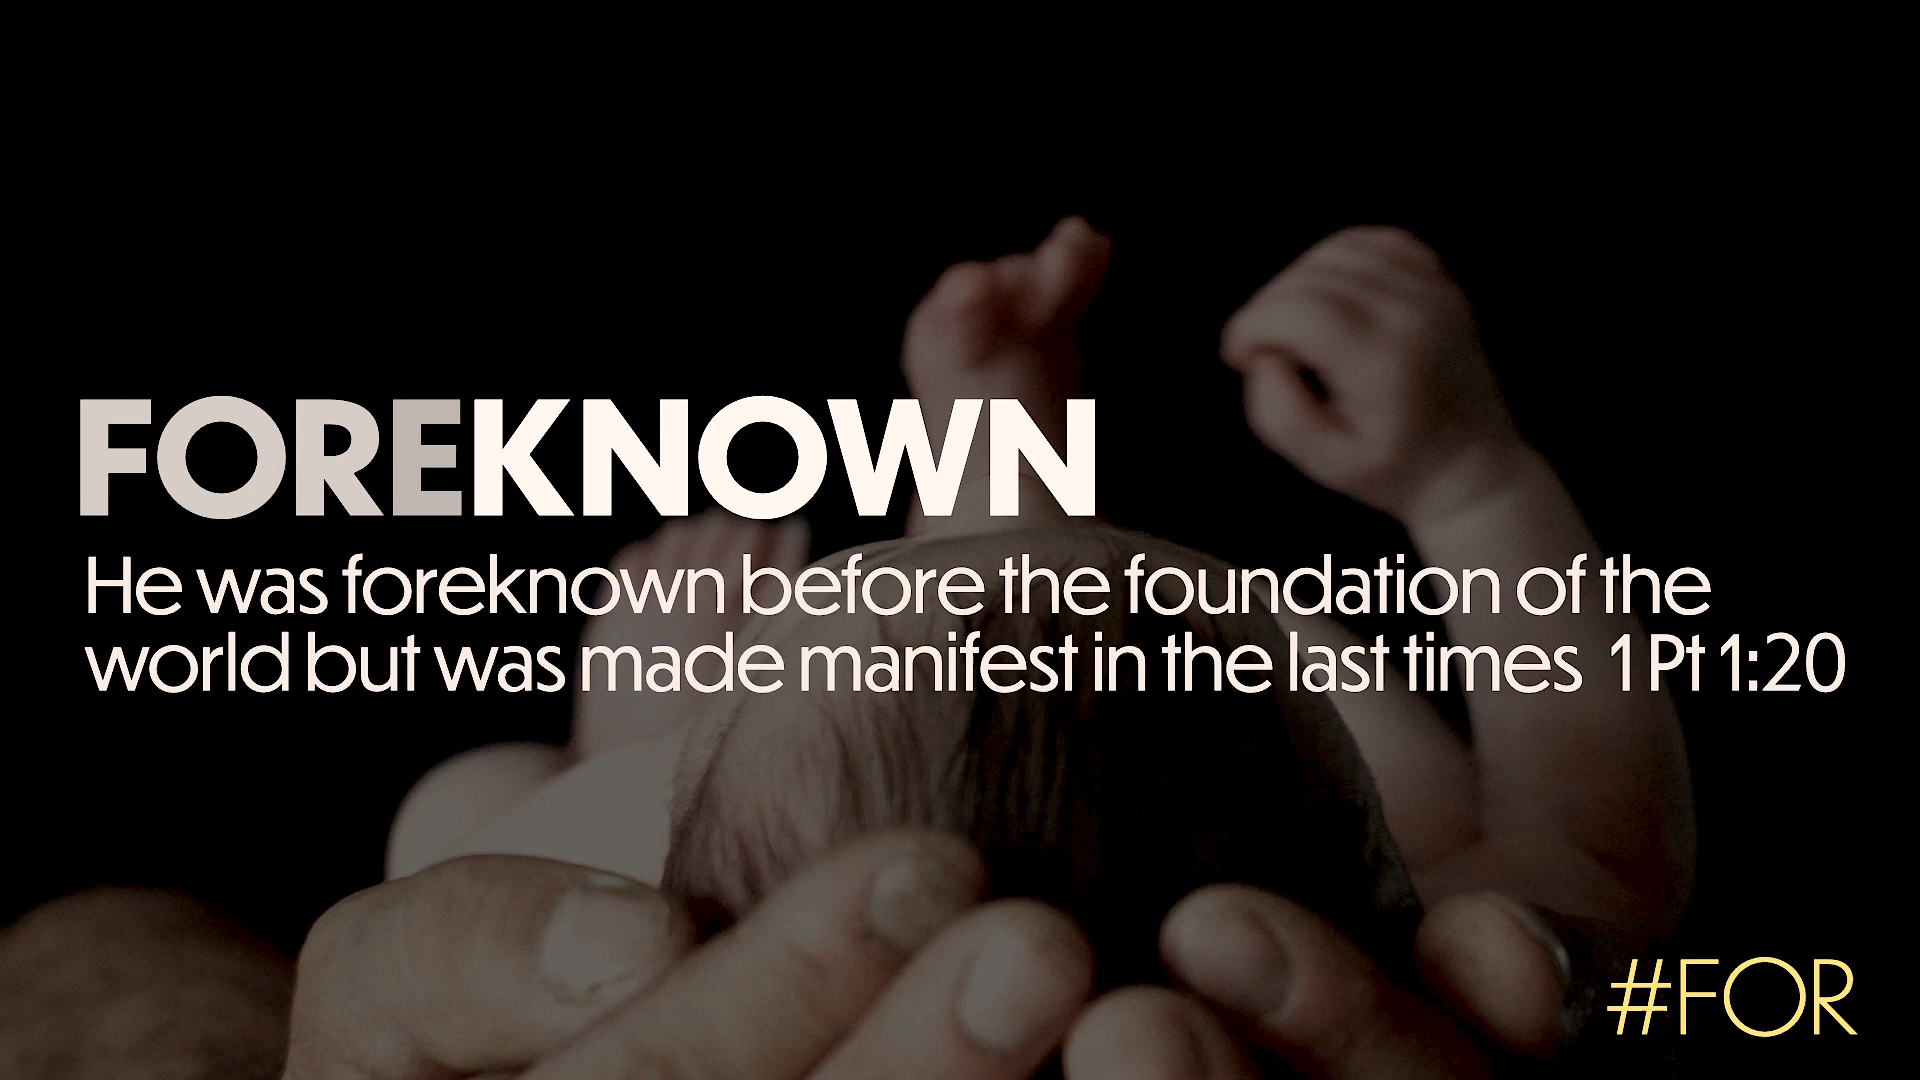 FOREKNOWN
He was foreknown before the foundation of the
world but was made manifest in the last times 1 Pt 1:20
#FOR